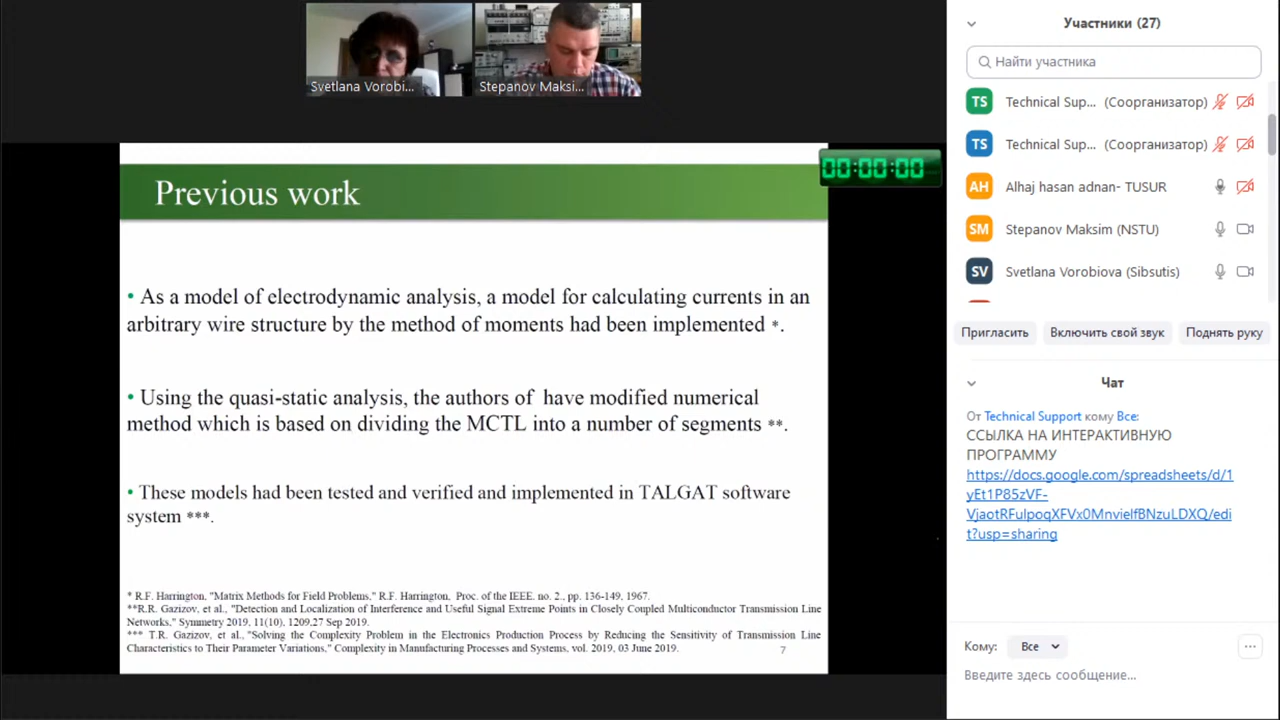 Svetlana Vorobi...
Stepanov Maksi...
00:00:00
Previous work
• As a model of electrodynamic analysis, a model for calculating currents in an
arbitrary wire structure by the method of moments had been implemented *.
• Using the quasi-static analysis, the authors of have modified numerical
method which is based on dividing the MCTL into a number of segments **.
• These models had been tested and verified and implemented in TALGAT software
system ***.
* R.F. Harrington, "Matrix Methods for Field Problems," R.F. Harrington, Proc. of the IEEE. no. 2., pp. 136-149, 1967.
**R.R. Gazizov, et al., "Detection and Localization of Interference and Useful Signal Extreme Points in Closely Coupled Multiconductor Transmission Line
Networks," Symmetry 2019, 11(10), 1209,27 Sep 2019.
*** T.R. Gazizov, et al., "Solving the Complexity Problem in the Electronics Production Process by Reducing the Sensitivity of Transmission Line
Characteristics to Their Parameter Variations," Complexity in Manufacturing Processes and Systems, vol. 2019, 03 June 2019.
7
Участники (27)
Найти участника
TS Technical Sup... (Соорганизатор)
TS Technical Sup... (Соорганизатор)
AH Alhaj hasan adnan- TUSUR
SM Stepanov Maksim (NSTU)
SV Svetlana Vorobiova (Sibsutis)
Пригласить Включить свой звук Поднять руку
Чат
От Technical Support кому Все:
ССЫЛКА НА ИНТЕРАКТИВНУЮ
ПРОГРАММУ
https://docs.google.com/spreadsheets/d/1
yEt1P85zVF-
VjaotRFulpoqXFVx0MnvielfBNzuLDXQ/edi
t?usp=sharing
Кому: Все
Введите здесь сообщение...